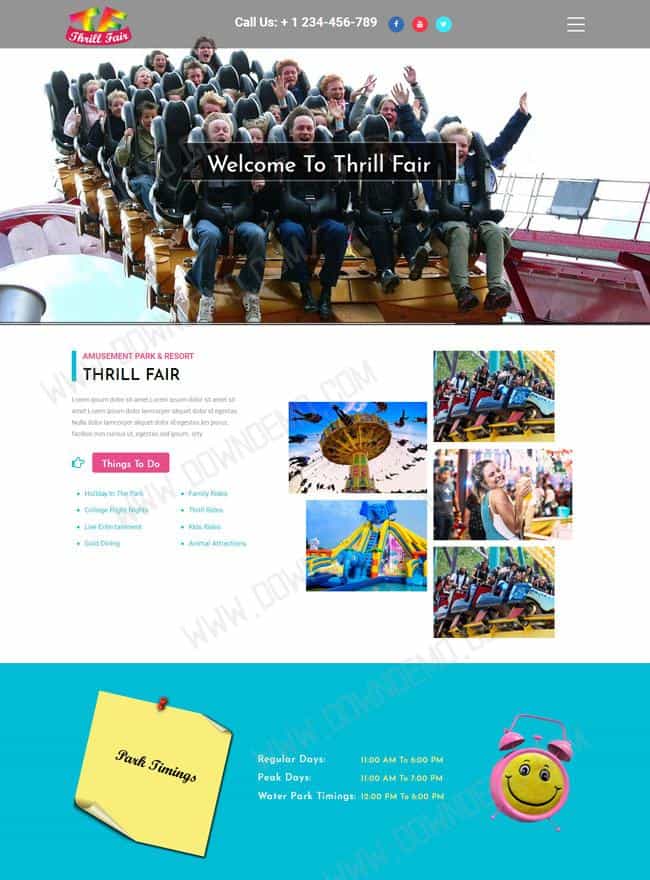 TF
Thrill Fair
Call Us: + 1 234-456-789
Welcome To Thrill Fair
AMUSEMENT PARK & RESORT
THRILL FAIR
Lorem ipsum dolor sit amet Lorem ipsum dolor sit
amet Lorem ipsum dolor lamcorper aliquet dolor id egestas.
Nulla dolor lamcorper aliquet dolor id egestas leo purus.
facilisis non cursus ut, egestas sed ipsum. city
Things To Do
Holiday In The Park
Family Rides
College Flight Nights
Thrill Rides
Live Entertainment
Kids Rides
Gold Dining
Animal Attractions
Park Timings
Regular Days: 11:00 AM To 6:00 PM
Peak Days: 11:00 AM To 7:00 PM
Water Park Timings: 12:00 PM To 6:00 PM
WWW.DOWNDEMO.COM